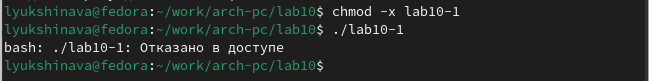 lyukshinava@fedora:~/work/arch-pc/lab10$ chmod -x lab10-1
lyukshinava@fedora:~/work/arch-pc/lab10$ ./lab10-1
bash: ./lab10-1: Отказано в доступе
lyukshinava@fedora:~/work/arch-pc/lab10$